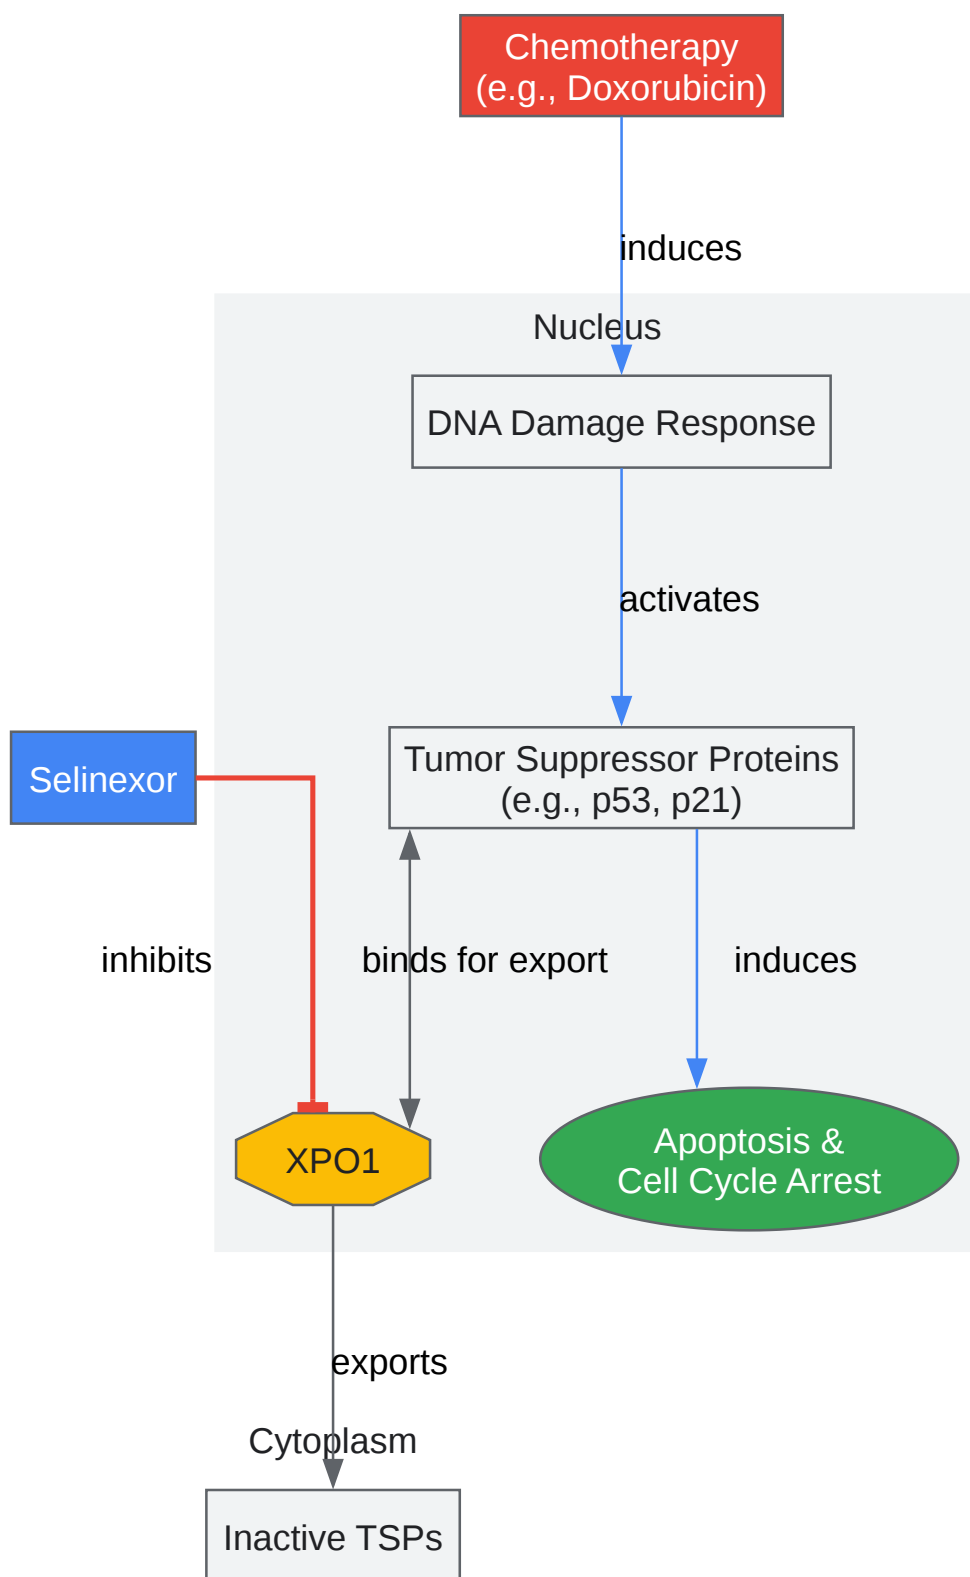 Chemotherapy
(e.g., Doxorubicin)
induces
Nucleus
DNA Damage Response
activates
Tumor Suppressor Proteins
(e.g., p53, p21)
Selinexor
inhibits
binds for export
induces
XPO1
Apoptosis &
Cell Cycle Arrest
exports
Cytoplasm
Inactive TSPs